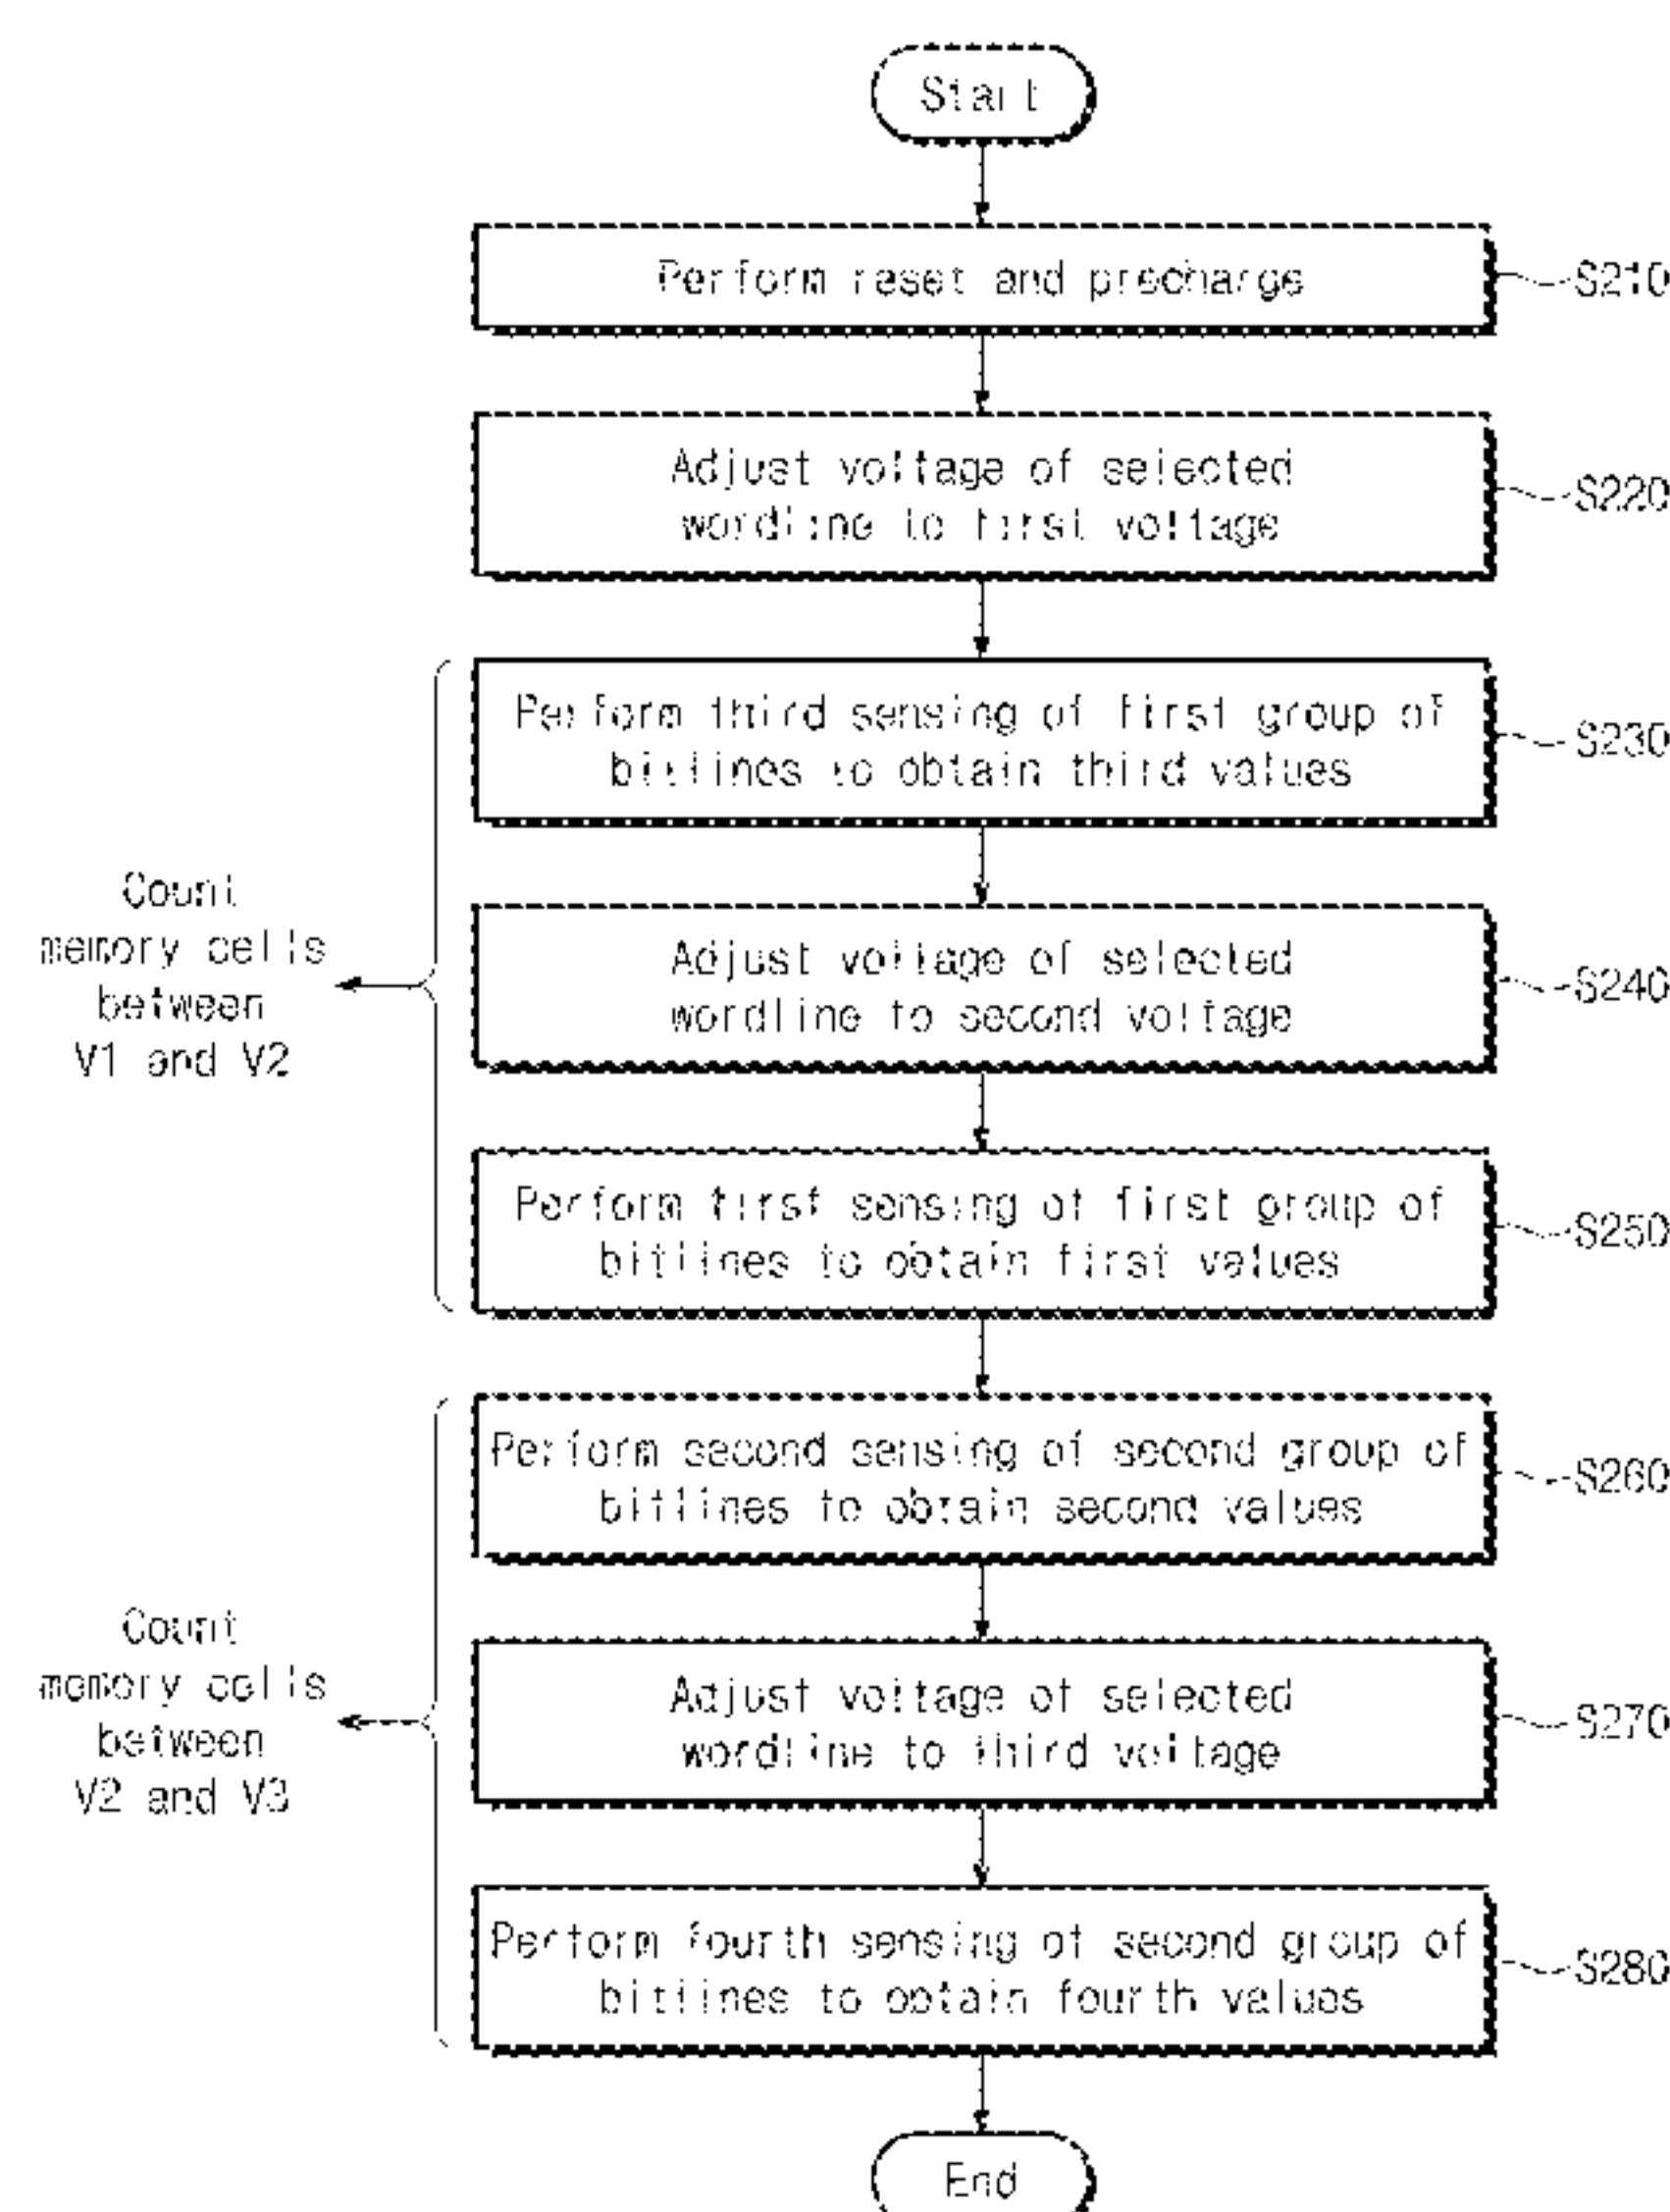 Start
Perform reset and precharge
S210
Adjust voltage of selected
wordline to first voltage
S220
Perform third sensing of first group of
bitlines to obtain third values
S230
Count
memory cells
between
V1 and V2
Adjust voltage of selected
wordline to second voltage
S240
Perform first sensing of first group of
bitlines to obtain first values
S250
Perform second sensing of second group of
bitlines to obtain second values
S260
Count
memory cells
between
V2 and V3
Adjust voltage of selected
wordline to third voltage
S270
Perform fourth sensing of second group of
bitlines to obtain fourth values
S280
End